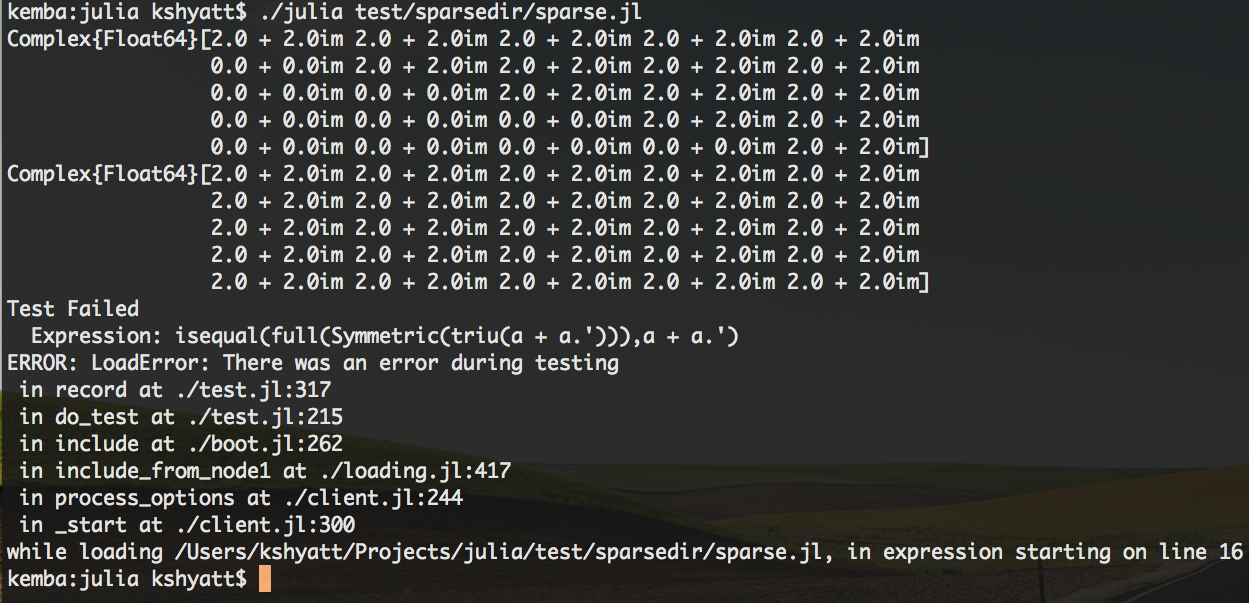 kemba:julia kshyatt$ ./julia test/sparsedir/sparse.jl
Complex{Float64}[2.0 + 2.0im 2.0 + 2.0im 2.0 + 2.0im 2.0 + 2.0im 2.0 + 2.0im
                 0.0 + 0.0im 2.0 + 2.0im 2.0 + 2.0im 2.0 + 2.0im 2.0 + 2.0im
                 0.0 + 0.0im 0.0 + 0.0im 2.0 + 2.0im 2.0 + 2.0im 2.0 + 2.0im
                 0.0 + 0.0im 0.0 + 0.0im 0.0 + 0.0im 2.0 + 2.0im 2.0 + 2.0im
                 0.0 + 0.0im 0.0 + 0.0im 0.0 + 0.0im 0.0 + 0.0im 2.0 + 2.0im]
Complex{Float64}[2.0 + 2.0im 2.0 + 2.0im 2.0 + 2.0im 2.0 + 2.0im 2.0 + 2.0im
                 2.0 + 2.0im 2.0 + 2.0im 2.0 + 2.0im 2.0 + 2.0im 2.0 + 2.0im
                 2.0 + 2.0im 2.0 + 2.0im 2.0 + 2.0im 2.0 + 2.0im 2.0 + 2.0im
                 2.0 + 2.0im 2.0 + 2.0im 2.0 + 2.0im 2.0 + 2.0im 2.0 + 2.0im
                 2.0 + 2.0im 2.0 + 2.0im 2.0 + 2.0im 2.0 + 2.0im 2.0 + 2.0im]
Test Failed
  Expression: isequal(full(Symmetric(triu(a + a.'))),a + a.')
ERROR: LoadError: There was an error during testing
 in record at ./test.jl:317
 in do_test at ./test.jl:215
 in include at ./boot.jl:262
 in include_from_node1 at ./loading.jl:417
 in process_options at ./client.jl:244
 in _start at ./client.jl:300
while loading /Users/kshyatt/Projects/julia/test/sparsedir/sparse.jl, in expression starting on line 16
kemba:julia kshyatt$